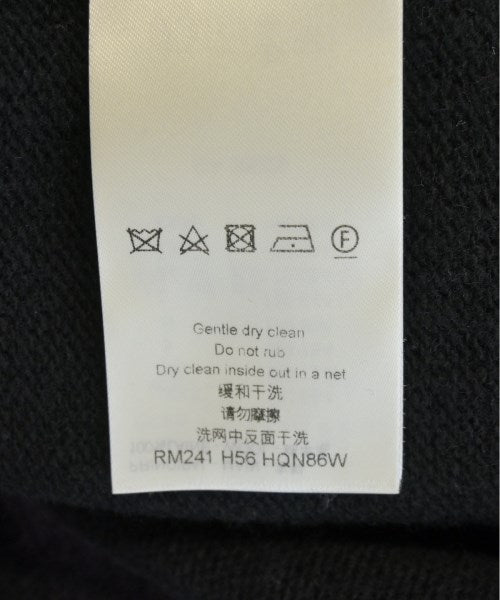 F
Gentle dry clean
Do not rub
Dry clean inside out in a net
缓和干洗
请勿摩擦
洗网中反面干洗
RM241 H56 HQN86W